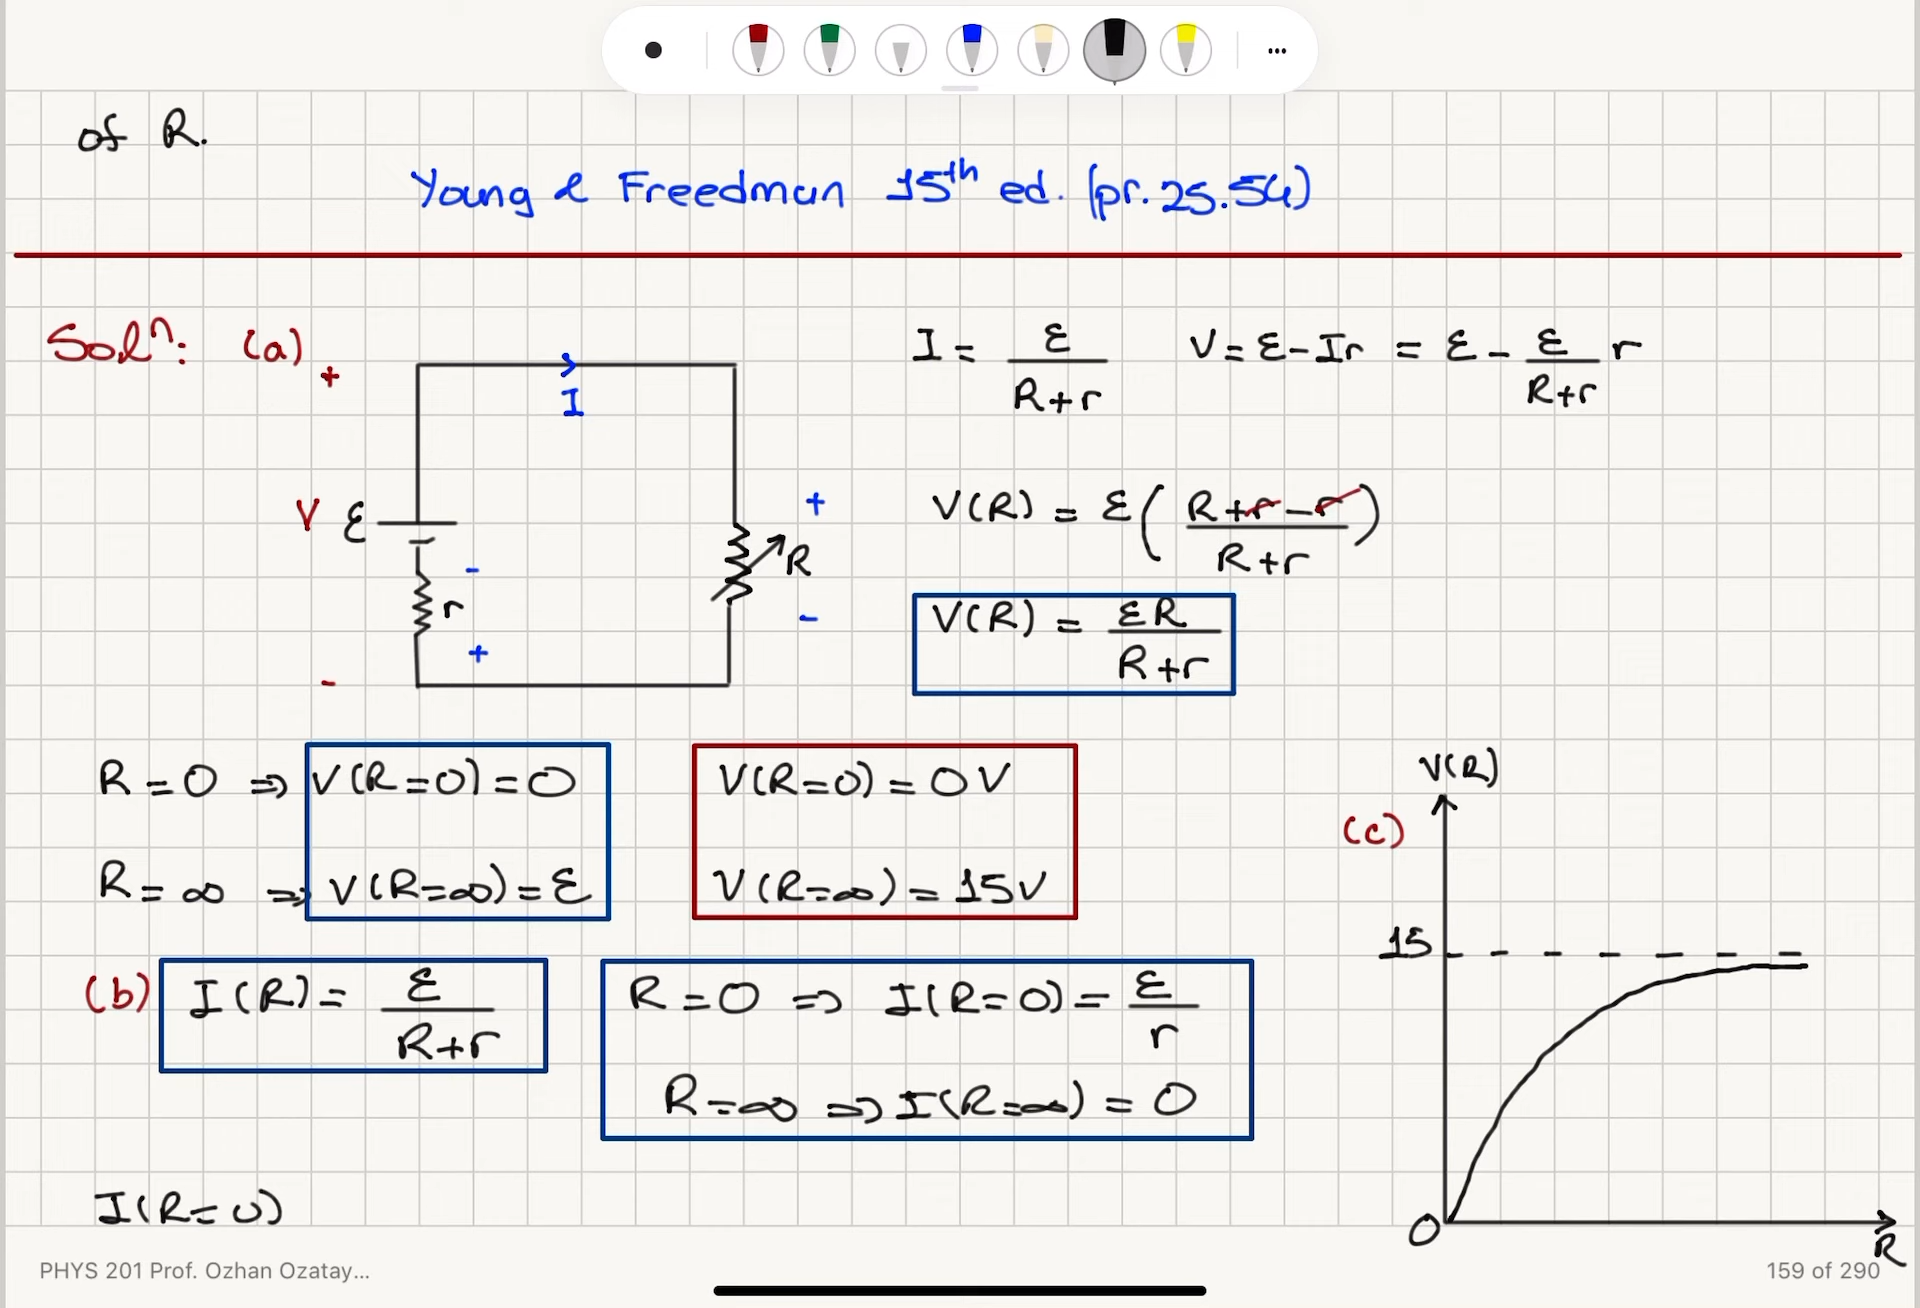 of R.
Young & Freedman 15th ed. (pr. 25.54)
Solⁿ: (a)
+
I
V ε
-
r
+
-
+
R
-
I = ε/(R+r)   V = ε-Ir = ε - ε/(R+r) r
V(R) = ε((R+r-r)/(R+r))
V(R) = εR/(R+r)
R=0 ⇒ V(R=0)=0
R=∞ ⇒ V(R=∞)=ε
V(R=0)=0V
V(R=∞)=15V
(b) I(R)= ε/(R+r)
R=0 ⇒ I(R=0)= ε/r
R=∞ ⇒ I(R=∞)=0
I(R=0)
(c)
V(R)
15
0
R
PHYS 201 Prof. Ozhan Ozatay...
159 of 290